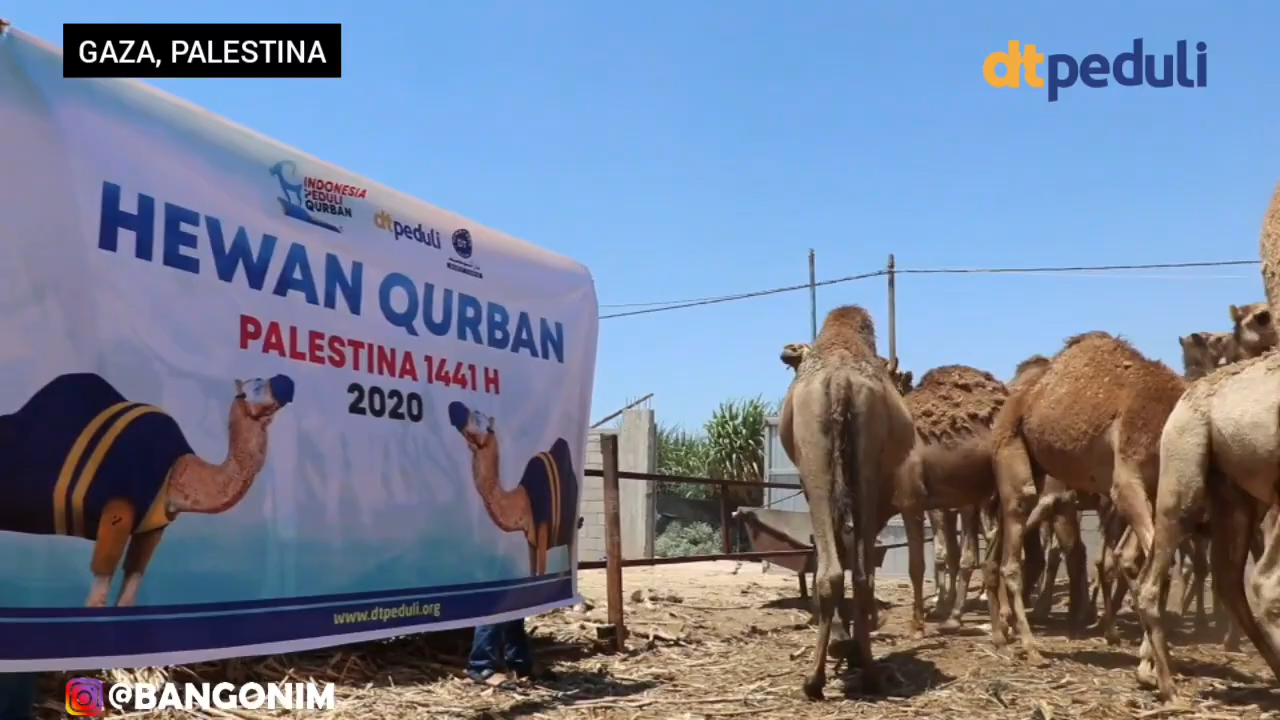 GAZA, PALESTINA
dtpeduli
INDONESIA
PEDULI
QURBAN
dtpeduli
HEWAN QURBAN
PALESTINA 1441 H
2020
www.dtpeduli.org
@BANGONIM